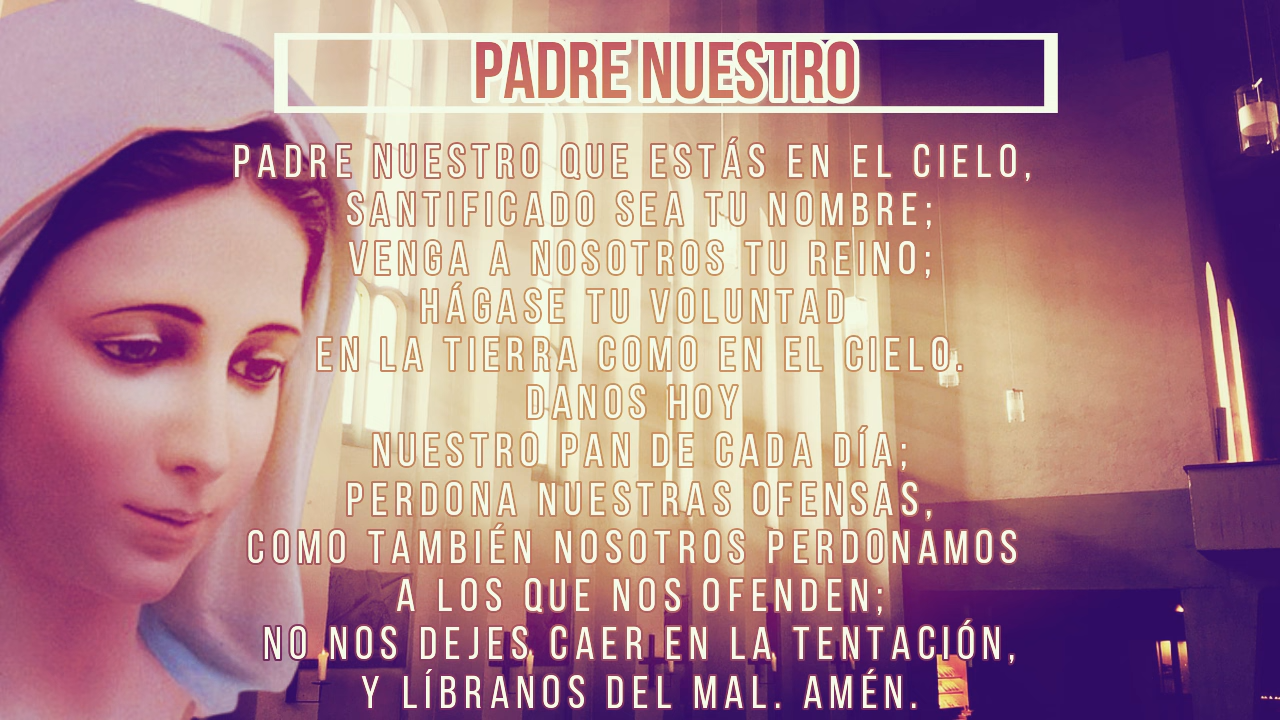 PADRE NUESTRO
PADRE NUESTRO QUE ESTÁS EN EL CIELO,
SANTIFICADO SEA TU NOMBRE;
VENGA A NOSOTROS TU REINO;
HÁGASE TU VOLUNTAD
EN LA TIERRA COMO EN EL CIELO.
DANOS HOY
NUESTRO PAN DE CADA DÍA;
PERDONA NUESTRAS OFENSAS,
COMO TAMBIÉN NOSOTROS PERDONAMOS
A LOS QUE NOS OFENDEN;
NO NOS DEJES CAER EN LA TENTACIÓN,
Y LÍBRANOS DEL MAL. AMÉN.